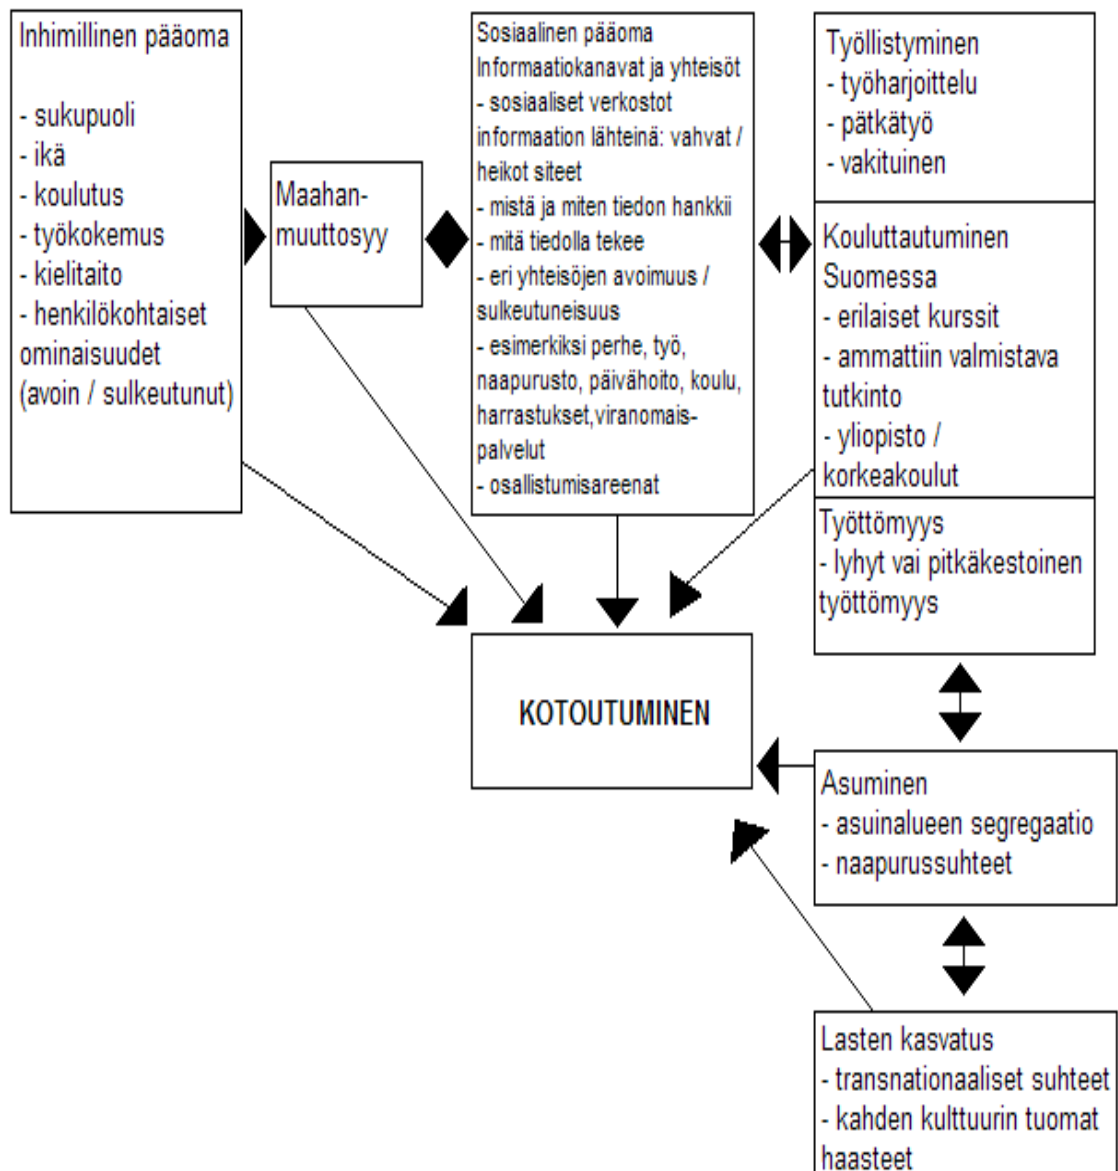 Inhimillinen pääoma
- sukupuoli
- ikä
- koulutus
- työkokemus
- kielitaito
- henkilökohtaiset
ominaisuudet
(avoin / sulkeutunut)
Maahan-
muuttosyy
Sosiaalinen pääoma
Informaatiokanavat ja yhteisöt
- sosiaaliset verkostot
informaation lähteinä: vahvat /
heikot siteet
- mistä ja miten tiedon hankkii
- mitä tiedolla tekee
- eri yhteisöjen avoimuus /
sulkeutuneisuus
- esimerkiksi perhe, työ,
naapurusto, päivähoito, koulu,
harrastukset,viranomais-
palvelut
- osallistumisareenat
Työllistyminen
- työharjoittelu
- pätkätyö
- vakituinen
Kouluttautuminen
Suomessa
- erilaiset kurssit
- ammattiin valmistava
tutkinto
- yliopisto /
korkeakoulut
Työttömyys
- lyhyt vai pitkäkestoinen
työttömyys
KOTOUTUMINEN
Asuminen
- asuinalueen segregaatio
- naapurussuhteet
Lasten kasvatus
- transnationaaliset suhteet
- kahden kulttuurin tuomat
haasteet